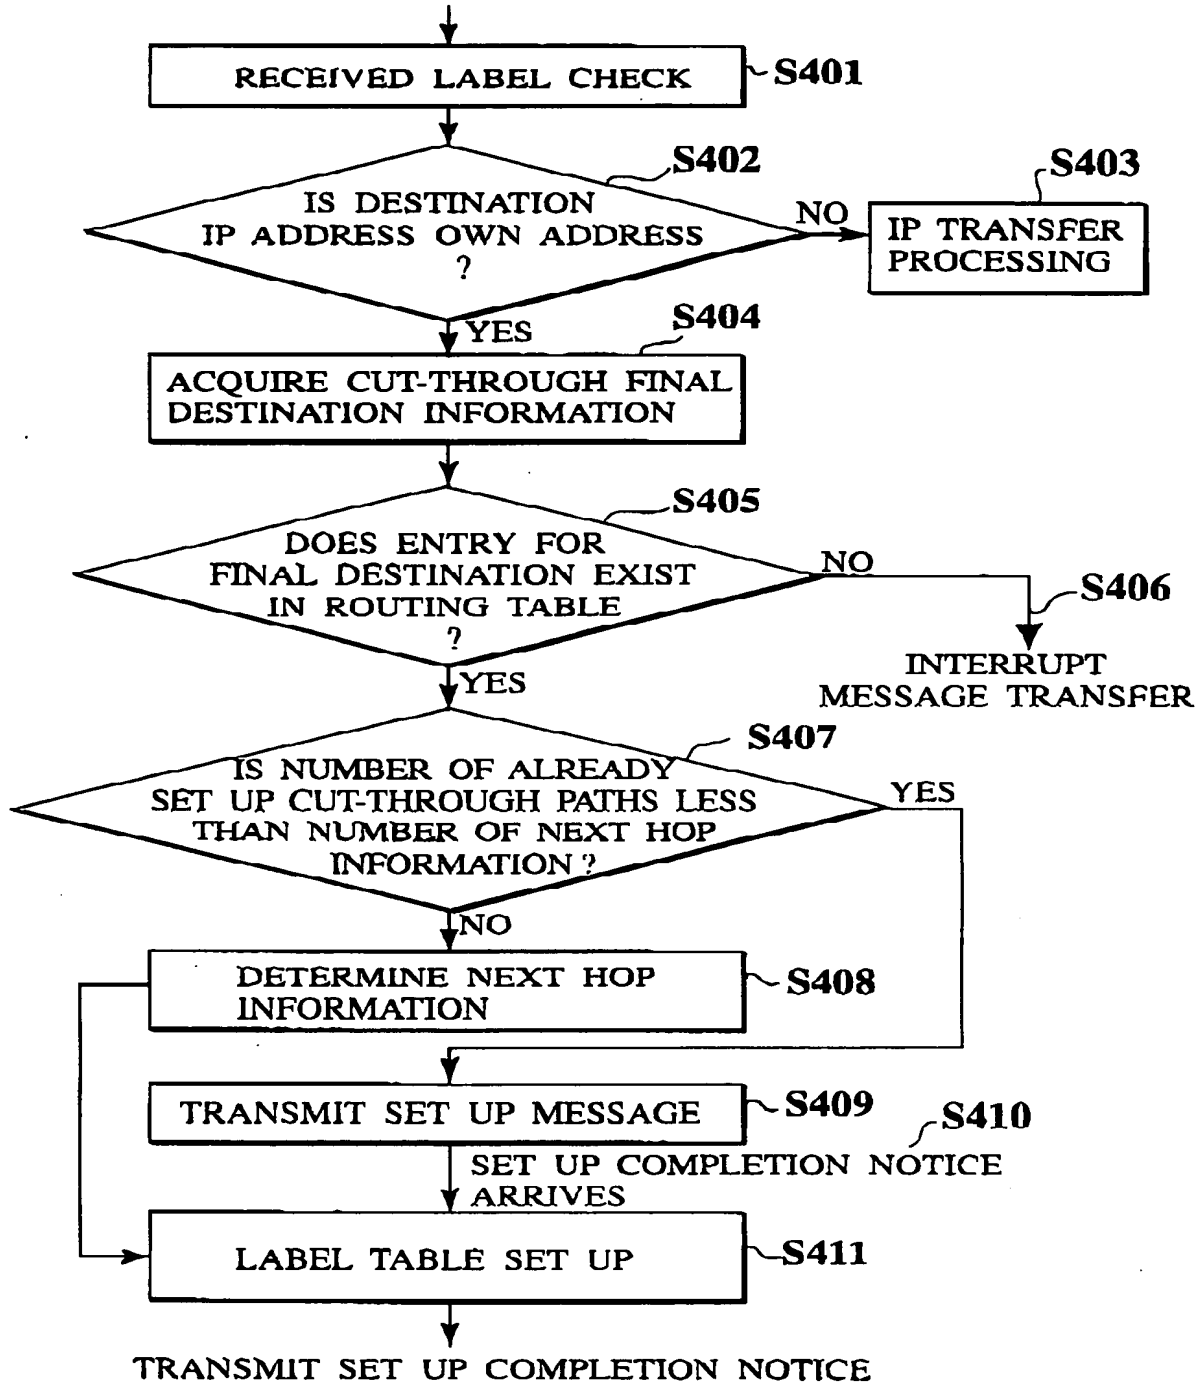 RECEIVED LABEL CHECK
S401
S402
IS DESTINATION
IP ADDRESS OWN ADDRESS
?
NO
S403
IP TRANSFER
PROCESSING
YES
S404
ACQUIRE CUT-THROUGH FINAL
DESTINATION INFORMATION
S405
DOES ENTRY FOR
FINAL DESTINATION EXIST
IN ROUTING TABLE
?
NO
S406
INTERRUPT
MESSAGE TRANSFER
YES
S407
IS NUMBER OF ALREADY
SET UP CUT-THROUGH PATHS LESS
THAN NUMBER OF NEXT HOP
INFORMATION ?
YES
NO
DETERMINE NEXT HOP
INFORMATION
S408
TRANSMIT SET UP MESSAGE
S409
S410
SET UP COMPLETION NOTICE
ARRIVES
LABEL TABLE SET UP
S411
TRANSMIT SET UP COMPLETION NOTICE